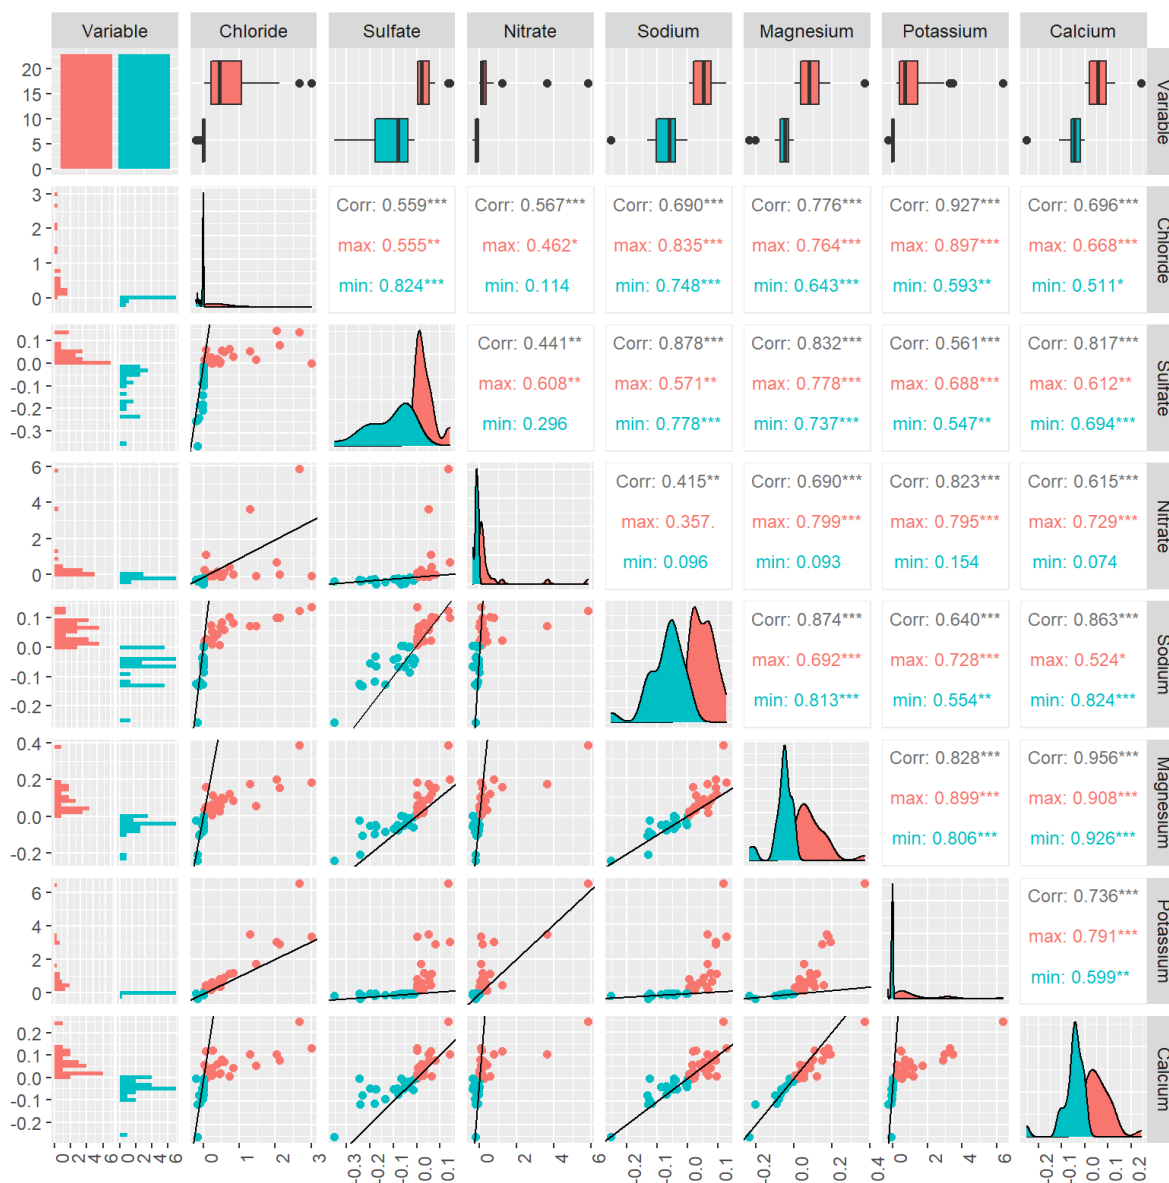 Variable Chloride Sulfate Nitrate Sodium Magnesium Potassium Calcium
20
15
10
5
0
Variable
3
2
1
0
Corr: 0.559*** Corr: 0.567*** Corr: 0.690*** Corr: 0.776*** Corr: 0.927*** Corr: 0.696***
max: 0.555** max: 0.462* max: 0.835*** max: 0.764*** max: 0.897*** max: 0.668***
min: 0.824*** min: 0.114 min: 0.748*** min: 0.643*** min: 0.593** min: 0.511*
Chloride
0.1
0.0
-0.1
-0.2
-0.3
Corr: 0.441** Corr: 0.878*** Corr: 0.832*** Corr: 0.561*** Corr: 0.817***
max: 0.608** max: 0.571** max: 0.778*** max: 0.688*** max: 0.612**
min: 0.296 min: 0.778*** min: 0.737*** min: 0.547** min: 0.694***
Sulfate
6
4
2
0
Corr: 0.415** Corr: 0.690*** Corr: 0.823*** Corr: 0.615***
max: 0.357. max: 0.799*** max: 0.795*** max: 0.729***
min: 0.096 min: 0.093 min: 0.154 min: 0.074
Nitrate
0.1
0.0
-0.1
-0.2
Corr: 0.874*** Corr: 0.640*** Corr: 0.863***
max: 0.692*** max: 0.728*** max: 0.524*
min: 0.813*** min: 0.554** min: 0.824***
Sodium
0.4
0.2
0.0
-0.2
Corr: 0.828*** Corr: 0.956***
max: 0.899*** max: 0.908***
min: 0.806*** min: 0.926***
Magnesium
6
4
2
0
Corr: 0.736***
max: 0.791***
min: 0.599**
Potassium
0.2
0.1
0.0
-0.1
-0.2
Calcium
0 2 4 6 0 2 4 6 0 1 2 3 -0.3 -0.2 -0.1 0.0 0.1 0 2 4 6 -0.2 -0.1 0.0 0.1 -0.2 0.0 0.2 0.4 0 2 4 6 -0.2 -0.1 0.0 0.1 0.2